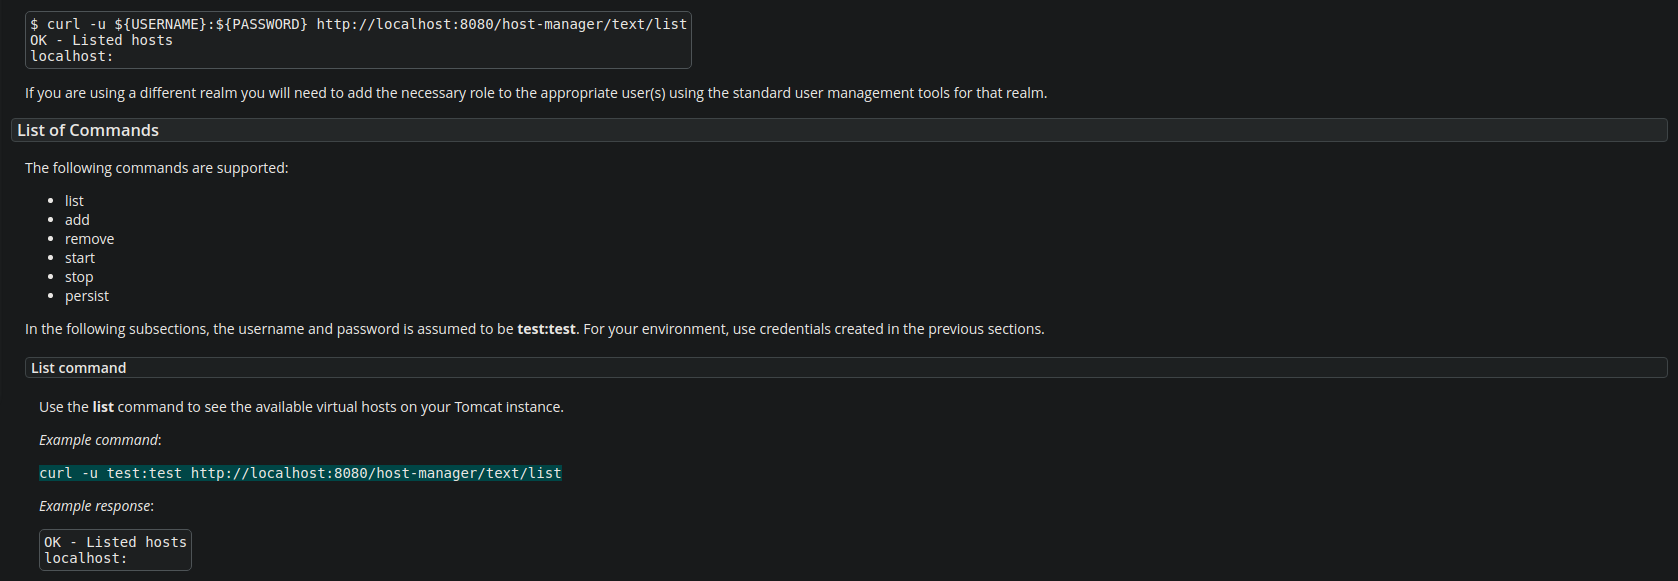 $ curl -u ${USERNAME}:${PASSWORD} http://localhost:8080/host-manager/text/list
OK - Listed hosts
localhost:
If you are using a different realm you will need to add the necessary role to the appropriate user(s) using the standard user management tools for that realm.
List of Commands
The following commands are supported:
• list
• add
• remove
• start
• stop
• persist
In the following subsections, the username and password is assumed to be test:test. For your environment, use credentials created in the previous sections.
List command
Use the list command to see the available virtual hosts on your Tomcat instance.
Example command:
curl -u test:test http://localhost:8080/host-manager/text/list
Example response:
OK - Listed hosts
localhost: